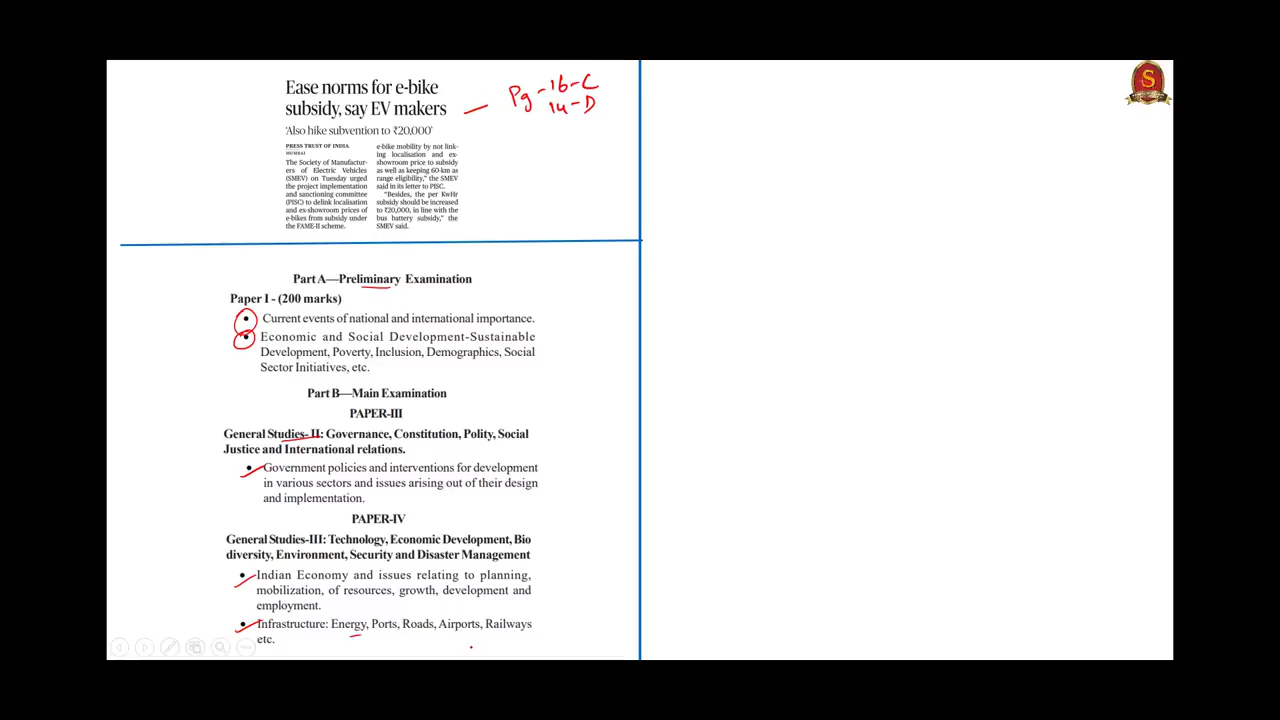 Ease norms for e-bike
subsidy, say EV makers
Pg - 16 - C
14 - D
'Also hike subvention to ₹20,000'
PRESS TRUST OF INDIA
MUMBAI
The Society of Manufactur-
ers of Electric Vehicles
(SMEV) on Tuesday urged
the project implementation
and sanctioning committee
(PISC) to delink localisation
and ex-showroom prices of
e-bikes from subsidy under
the FAME-II scheme.
e-bike mobility by not link-
ing localisation and ex-
showroom price to subsidy
as well as keeping 60-km as
range eligibility," the SMEV
said in its letter to PISC.
"Besides, the per KwHr
subsidy should be increased
to ₹20,000, in line with the
bus battery subsidy," the
SMEV said.
Part A—Preliminary Examination
Paper I - (200 marks)
• Current events of national and international importance.
• Economic and Social Development-Sustainable
Development, Poverty, Inclusion, Demographics, Social
Sector Initiatives, etc.
Part B—Main Examination
PAPER-III
General Studies- II: Governance, Constitution, Polity, Social
Justice and International relations.
• Government policies and interventions for development
in various sectors and issues arising out of their design
and implementation.
PAPER-IV
General Studies-III: Technology, Economic Development, Bio
diversity, Environment, Security and Disaster Management
• Indian Economy and issues relating to planning,
mobilization, of resources, growth, development and
employment.
• Infrastructure: Energy, Ports, Roads, Airports, Railways
etc.
S